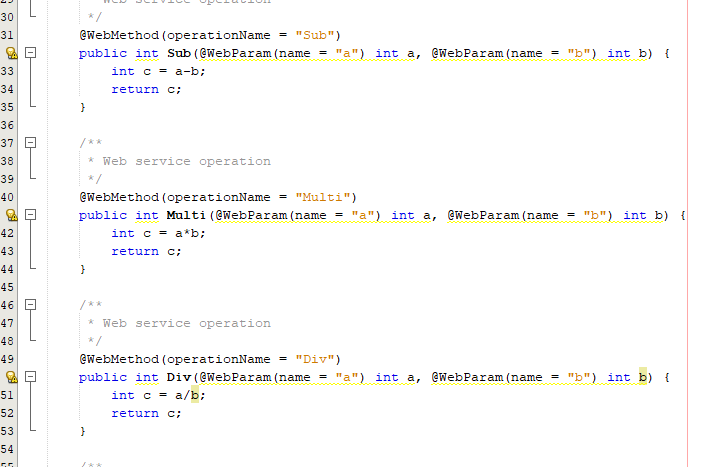 29 * Web service operation
30 */
31 @WebMethod(operationName = "Sub")
public int Sub(@WebParam(name = "a") int a, @WebParam(name = "b") int b) {
33 int c = a-b;
34 return c;
35 }
36
37 /**
38 * Web service operation
39 */
40 @WebMethod(operationName = "Multi")
public int Multi(@WebParam(name = "a") int a, @WebParam(name = "b") int b) {
42 int c = a*b;
43 return c;
44 }
45
46 /**
47 * Web service operation
48 */
49 @WebMethod(operationName = "Div")
public int Div(@WebParam(name = "a") int a, @WebParam(name = "b") int b) {
51 int c = a/b;
52 return c;
53 }
54
55 /**